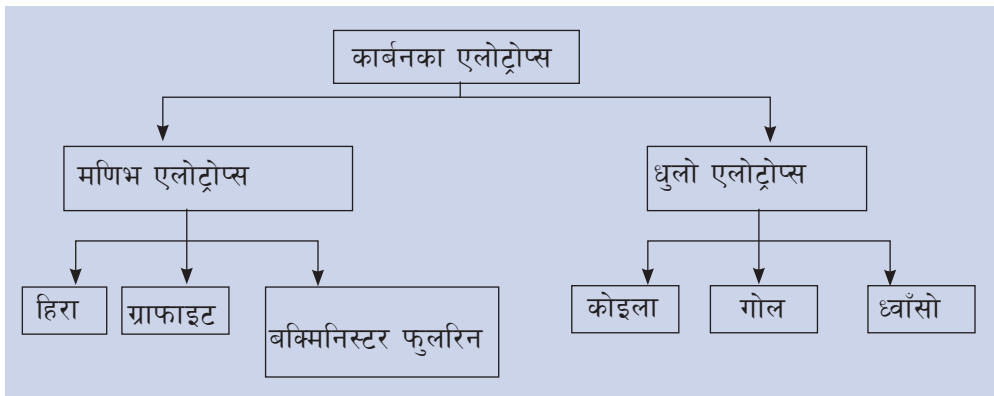 कार्बनका एलोट्रोप्स
मणिभ एलोट्रोप्स
धुलो एलोट्रोप्स
हिरा
ग्राफाइट
बक्मिनिस्टर फुलरिन
कोइला
गोल
ध्वाँसो